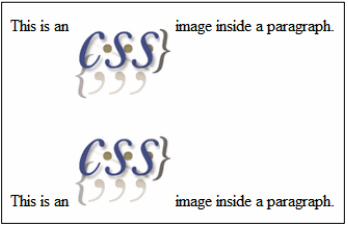 This is an CSS} image inside a paragraph.
{;;;
CSS}
{;;;
This is an image inside a paragraph.